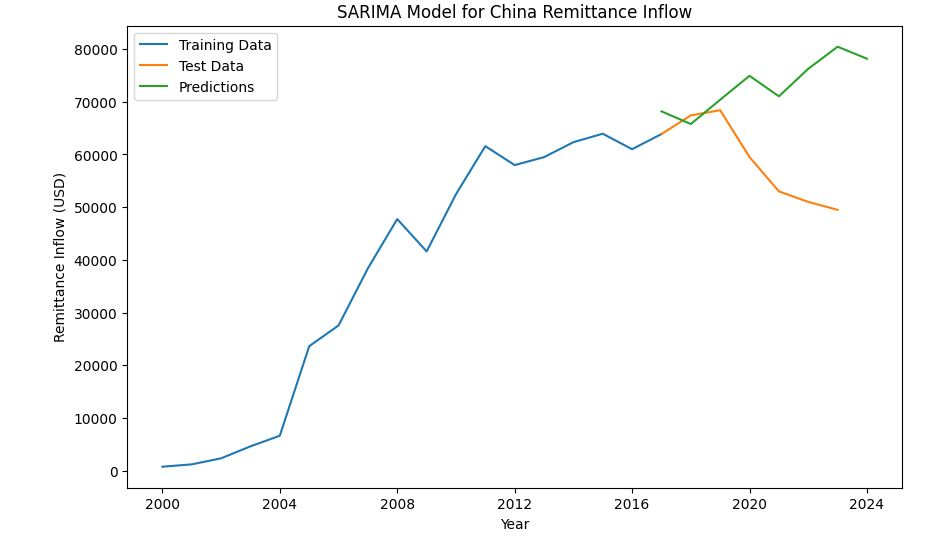 SARIMA Model for China Remittance Inflow
Training Data
Test Data
Predictions
80000
70000
60000
50000
40000
30000
20000
10000
0
Remittance Inflow (USD)
2000 2004 2008 2012 2016 2020 2024
Year